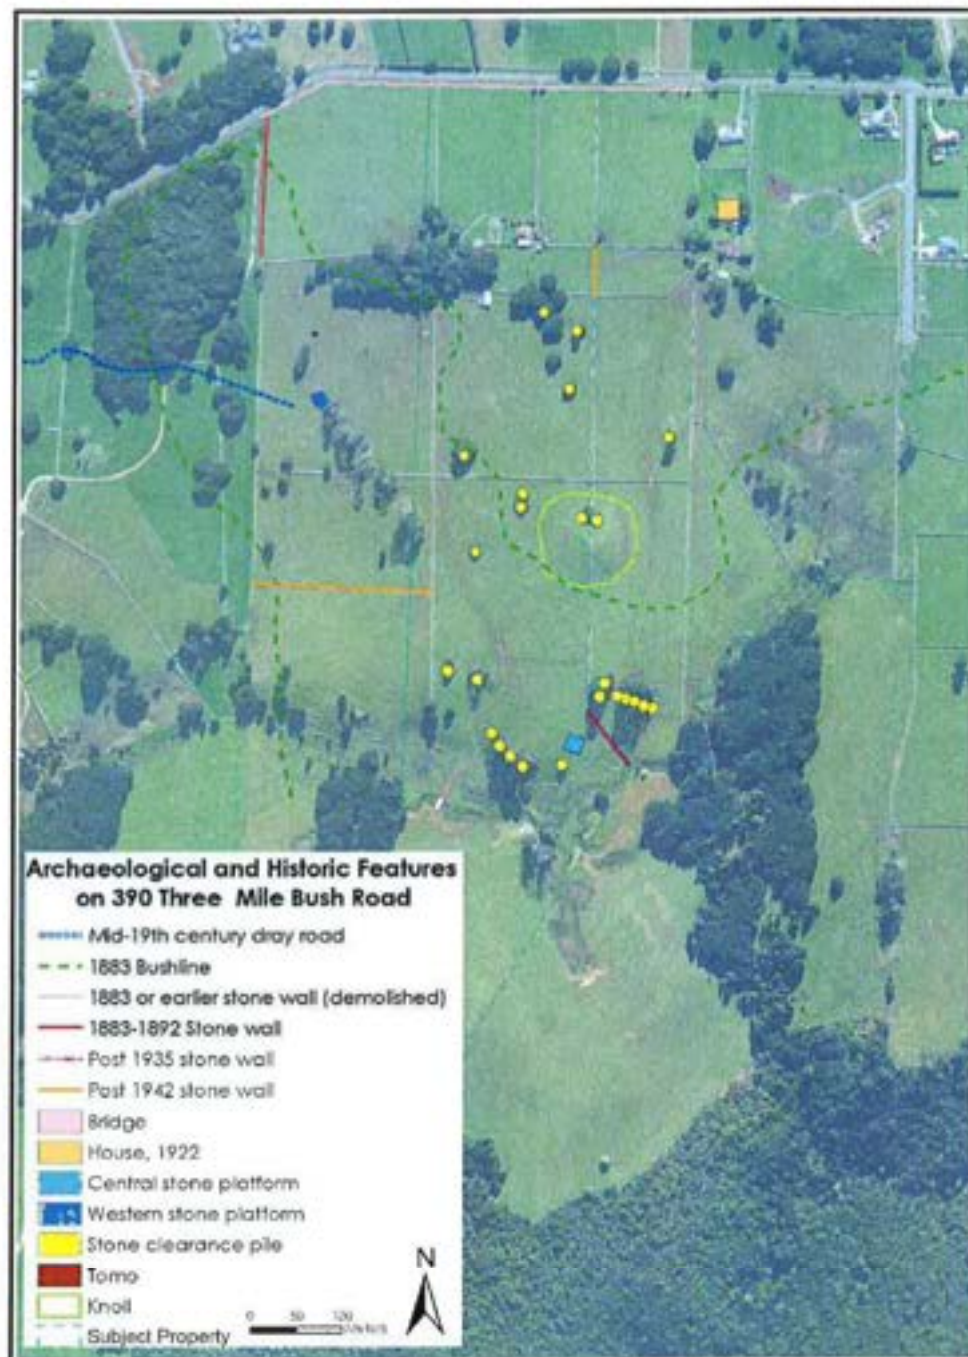 Archaeological and Historic Features
on 390 Three Mile Bush Road
Mid-19th century dray road
1883 Bushline
1883 or earlier stone wall (demolished)
1883-1892 Stone wall
Post 1935 stone wall
Post 1942 stone wall
Bridge
House, 1922
Central stone platform
Western stone platform
Stone clearance pile
Tomo
Knoll
Subject Property
N
0 50